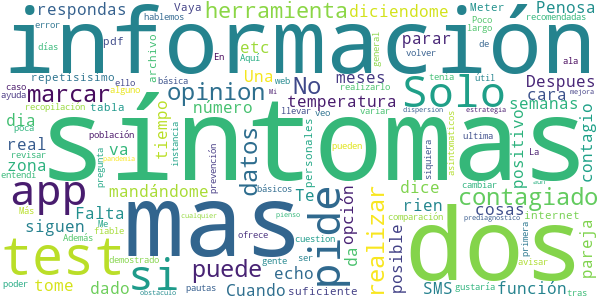 respondas
error
hablemos
Vaya
herramienta
diciendome
Meter
Poco
largo
recomendadas
Penosa
información
días
pdf
archivo
En
Aquí
de
volver
general
caso
ayuda
repetisisimo
ello
básica
alguno
etc
Una
web
Mi
No
parar
meses
realizarlo
Solo
útil
ala
Despues
cara
mejora
marcar
opinion
recopilación
tabla
poca
número
tiempo
instancia
temperatura
llevar
veo
variar
dispersion
semanas
asintomaticos
estrategia
contagio
dia
real
revisar
entendi
zona
población
pregunta
pandemia
va
síntomas
datos
personales
prevención
pueden
siquiera
tenia
positivo
ultima
La
cambiar
aun
app
mandándome
básicos
Te
opción
dice
contagiado
Falta
Me
fiable
Más
cualquier
mas
pienso
pide
rien
comparación
cosas
internet
prediagnostico
primera
avisar
dos
siguen
Además
demostrado
ofrece
cuestion
gente
ser
da
posible
realizar
pareja
test
poder
tome
obstáculo
dado
si
tras
pautas
Cuando
puede
echo
suficiente
SMS
función
gustaría